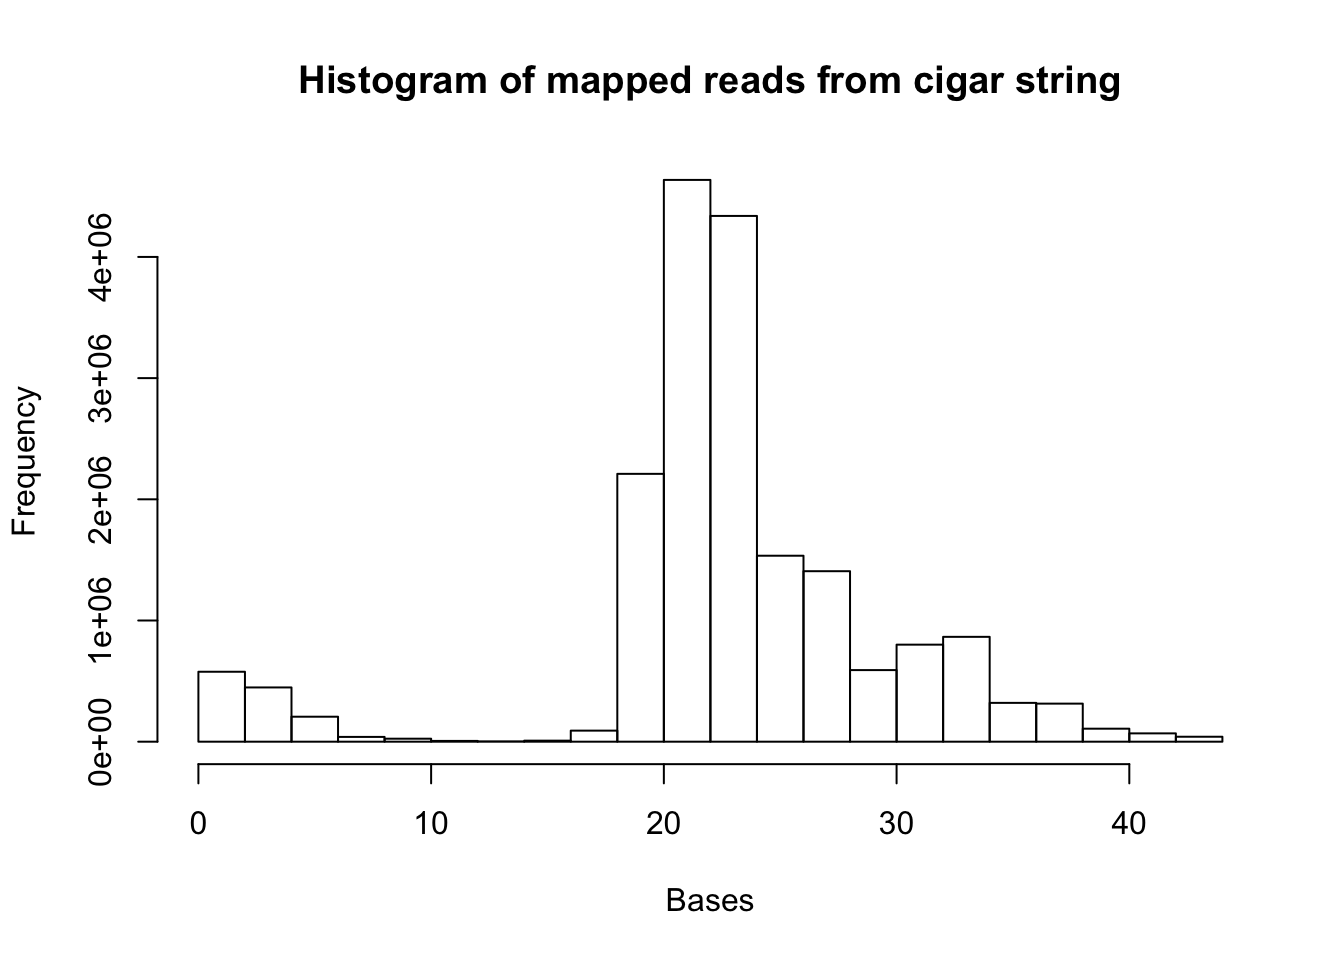 Histogram of mapped reads from cigar string
Frequency
4e+06
3e+06
2e+06
1e+06
0e+00
0 10 20 30 40
Bases